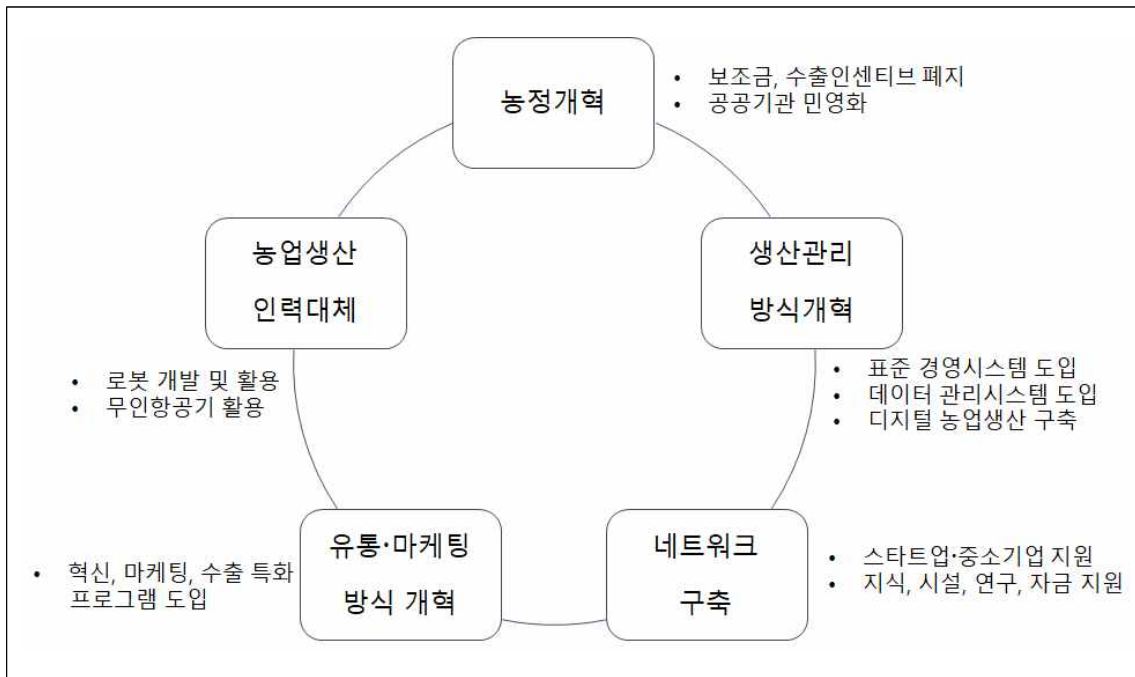 농정개혁
• 보조금, 수출인센티브 폐지
• 공공기관 민영화
농업생산
인력대체
생산관리
방식개혁
• 로봇 개발 및 활용
• 무인항공기 활용
• 표준 경영시스템 도입
• 데이터 관리시스템 도입
• 디지털 농업생산 구축
유통·마케팅
방식 개혁
네트워크
구축
• 혁신, 마케팅, 수출 특화
프로그램 도입
• 스타트업·중소기업 지원
• 지식, 시설, 연구, 자금 지원